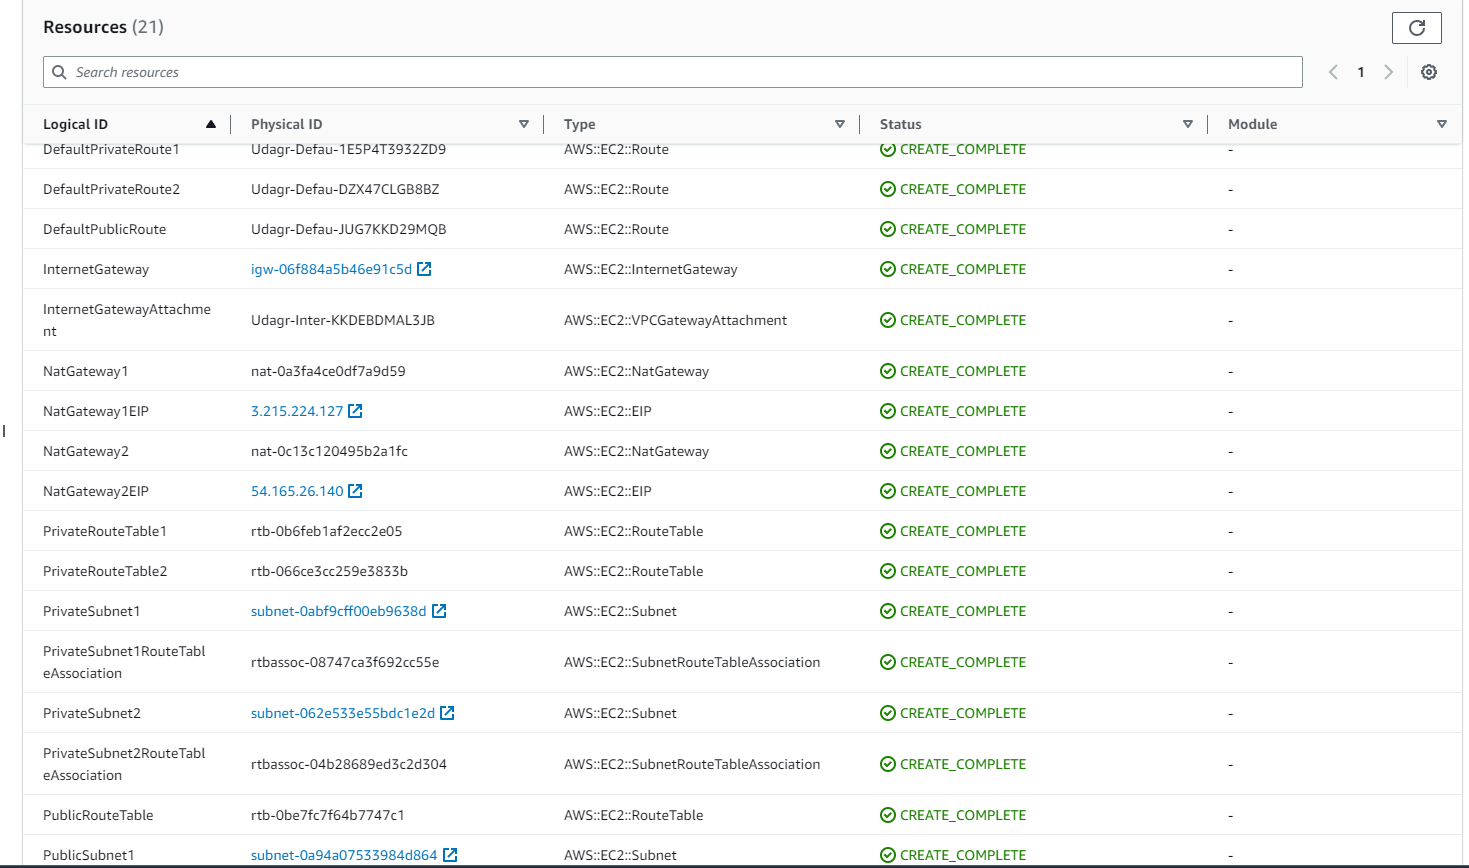 Resources (21)
Search resources
1
Logical ID Physical ID Type Status Module
DefaultPrivateRoute1 Udagr-Defau-1E5P4T3932ZD9 AWS::EC2::Route CREATE_COMPLETE -
DefaultPrivateRoute2 Udagr-Defau-DZX47CLGB8BZ AWS::EC2::Route CREATE_COMPLETE -
DefaultPublicRoute Udagr-Defau-JUG7KKD29MQB AWS::EC2::Route CREATE_COMPLETE -
InternetGateway igw-06f884a5b46e91c5d AWS::EC2::InternetGateway CREATE_COMPLETE -
InternetGatewayAttachme
nt Udagr-Inter-KKDEBDMAL3JB AWS::EC2::VPCGatewayAttachment CREATE_COMPLETE -
NatGateway1 nat-0a3fa4ce0df7a9d59 AWS::EC2::NatGateway CREATE_COMPLETE -
NatGateway1EIP 3.215.224.127 AWS::EC2::EIP CREATE_COMPLETE -
NatGateway2 nat-0c13c120495b2a1fc AWS::EC2::NatGateway CREATE_COMPLETE -
NatGateway2EIP 54.165.26.140 AWS::EC2::EIP CREATE_COMPLETE -
PrivateRouteTable1 rtb-0b6feb1af2ecc2e05 AWS::EC2::RouteTable CREATE_COMPLETE -
PrivateRouteTable2 rtb-066ce3cc259e3833b AWS::EC2::RouteTable CREATE_COMPLETE -
PrivateSubnet1 subnet-0abf9cff00eb9638d AWS::EC2::Subnet CREATE_COMPLETE -
PrivateSubnet1RouteTabl
eAssociation rtbassoc-08747ca3f692cc55e AWS::EC2::SubnetRouteTableAssociation CREATE_COMPLETE -
PrivateSubnet2 subnet-062e533e55bdc1e2d AWS::EC2::Subnet CREATE_COMPLETE -
PrivateSubnet2RouteTabl
eAssociation rtbassoc-04b28689ed3c2d304 AWS::EC2::SubnetRouteTableAssociation CREATE_COMPLETE -
PublicRouteTable rtb-0be7fc7f64b7747c1 AWS::EC2::RouteTable CREATE_COMPLETE -
PublicSubnet1 subnet-0a94a07533984d864 AWS::EC2::Subnet CREATE_COMPLETE -